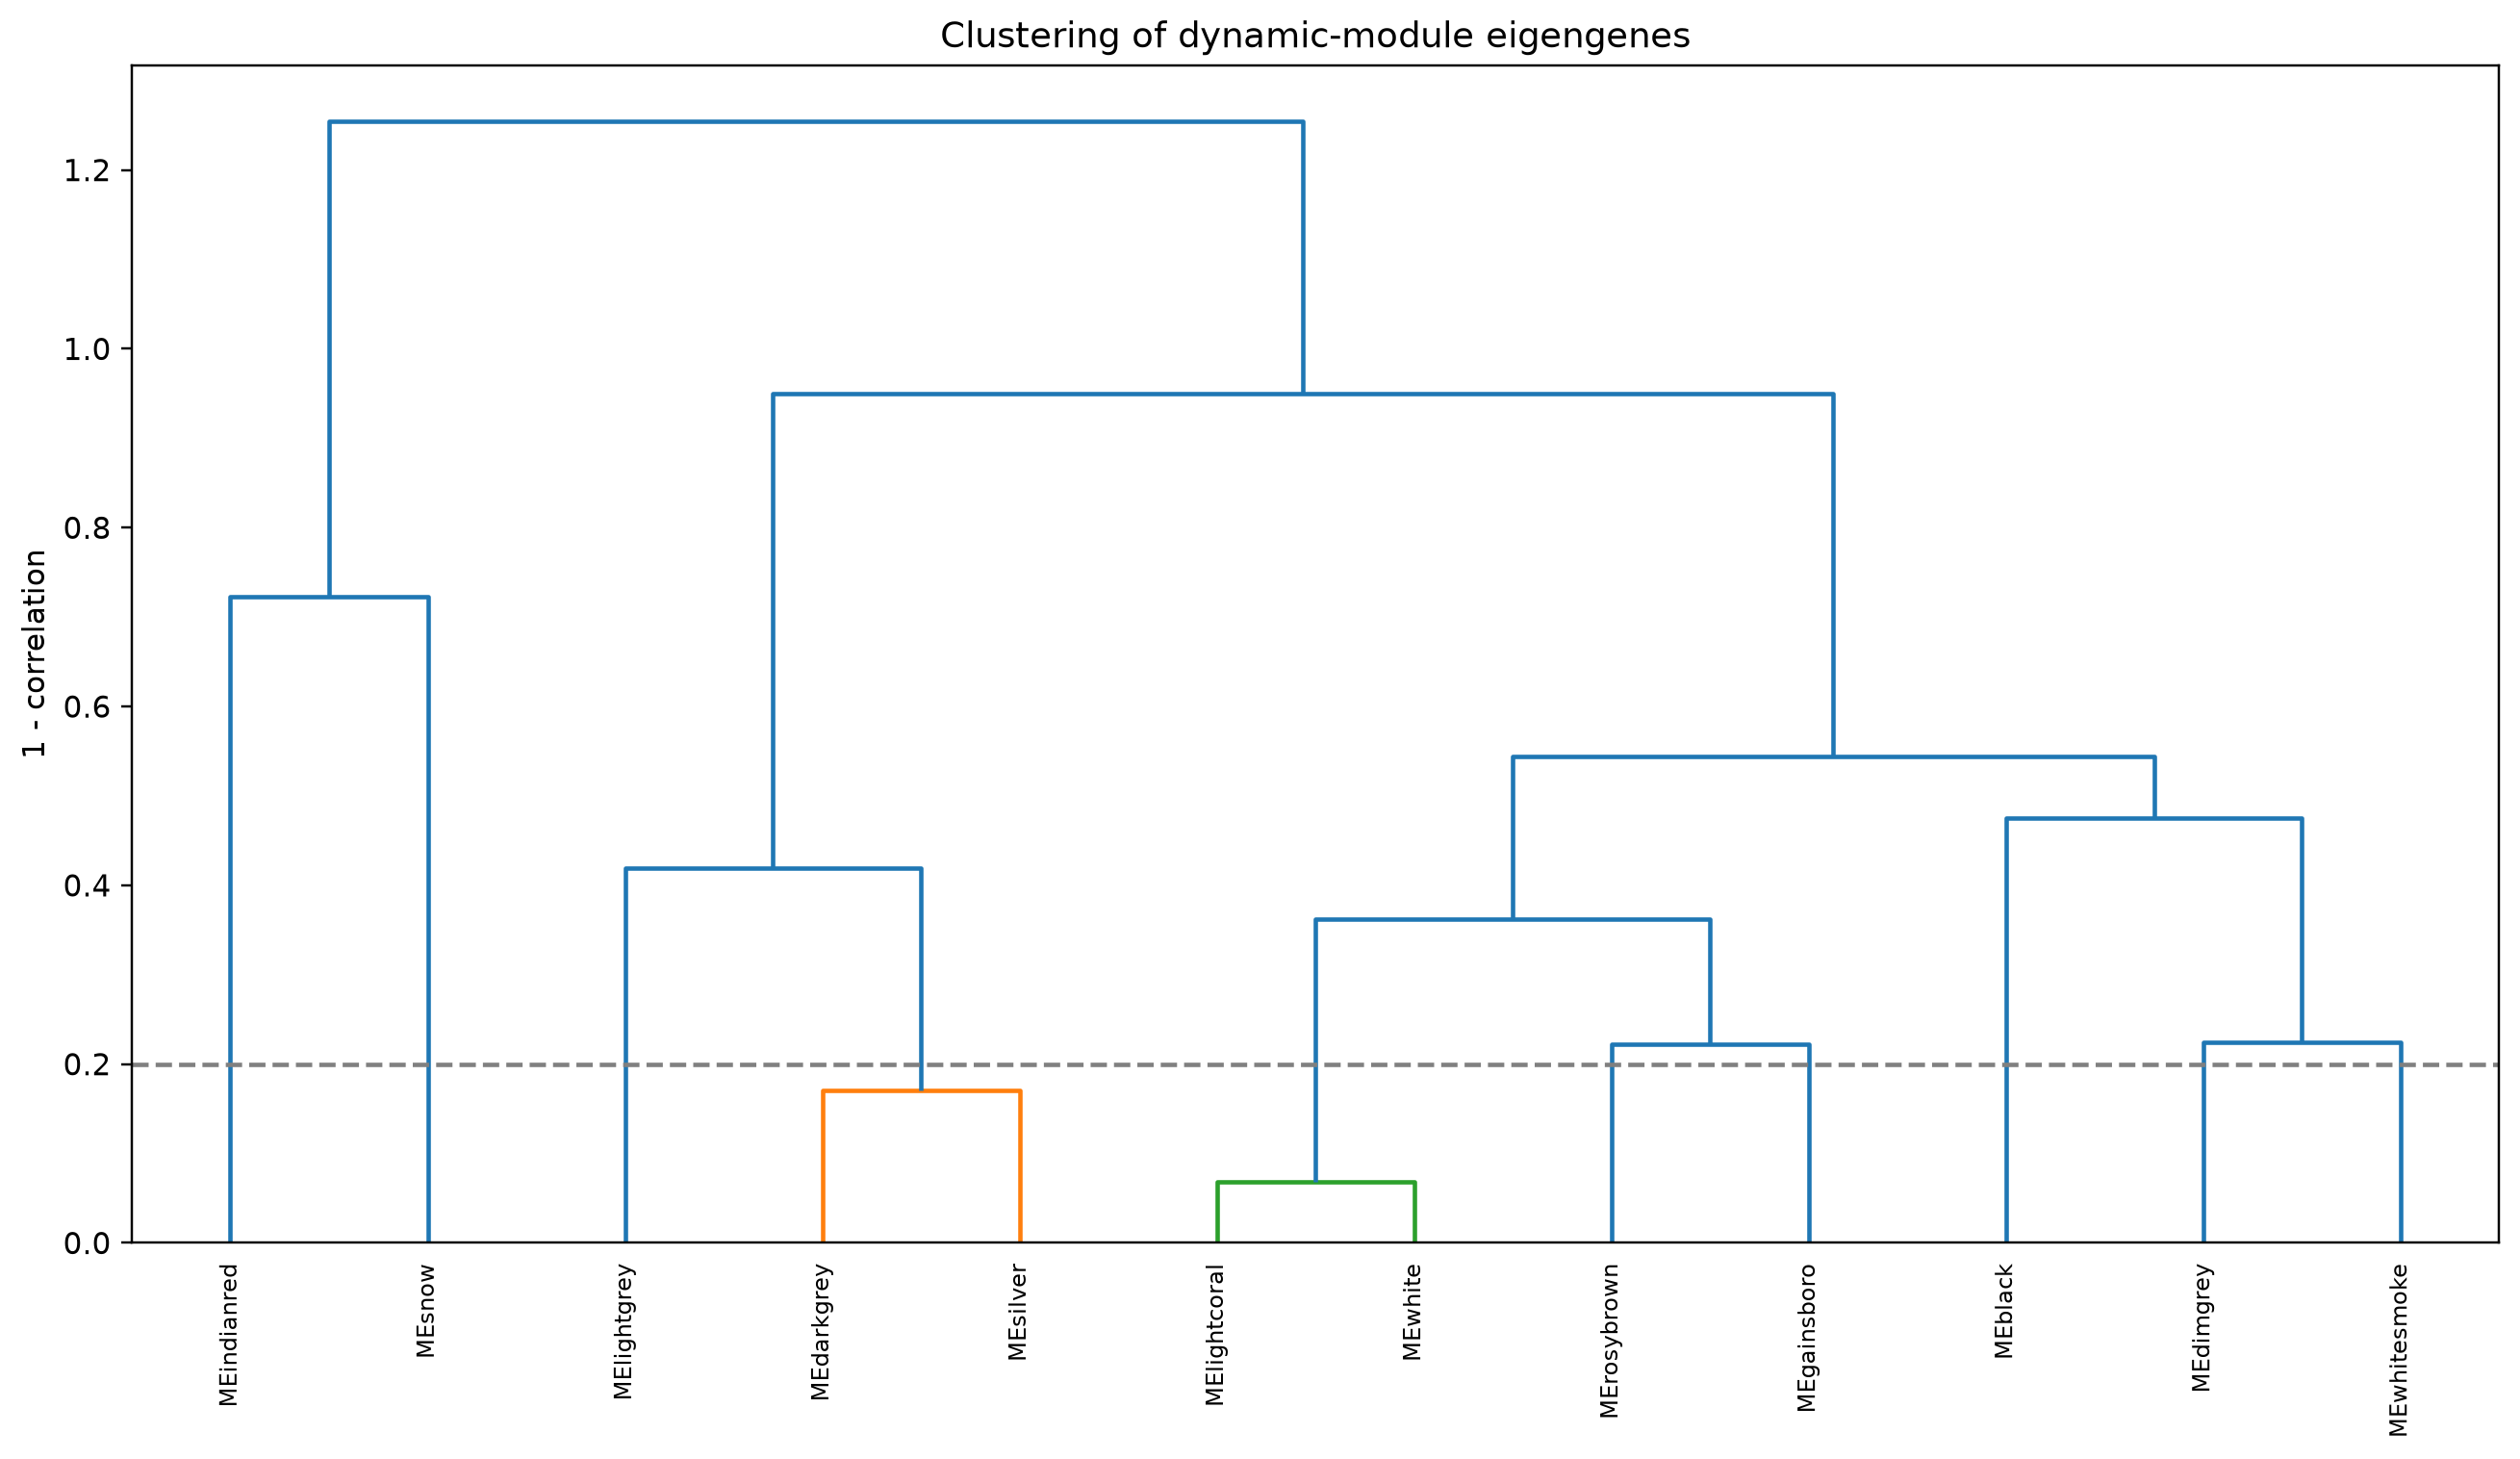 Clustering of dynamic-module eigengenes
1 - correlation
1.2
1.0
0.8
0.6
0.4
0.2
0.0
MEindianred
MEsnow
MElightgrey
MEdarkgrey
MEsilver
MElightcoral
MEwhite
MErosybrown
MEgainsboro
MEblack
MEdimgrey
MEwhitesmoke